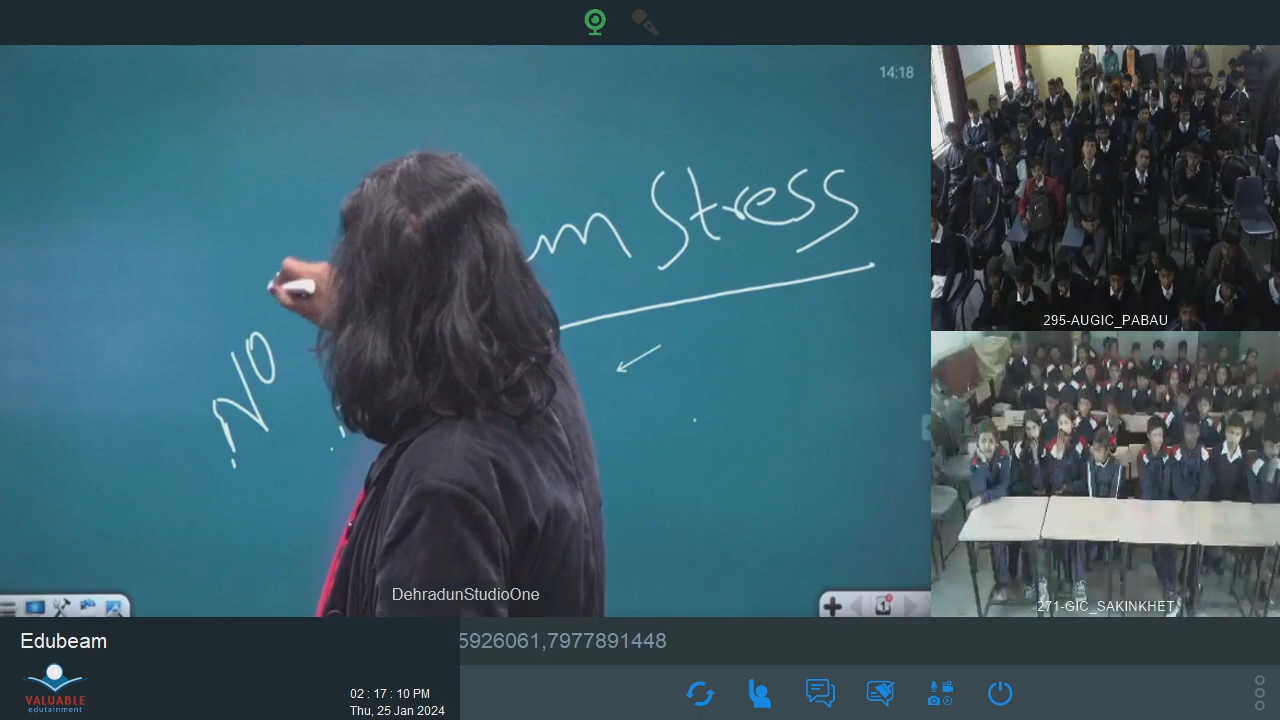 14:18
m Stress
NO
DehradunStudioOne
1
295-AUGIC_PABAU
271-GIC_SAKINKHET
Edubeam
5926061,7977891448
VALUABLE
edutainment
02 : 17 : 10 PM
Thu, 25 Jan 2024